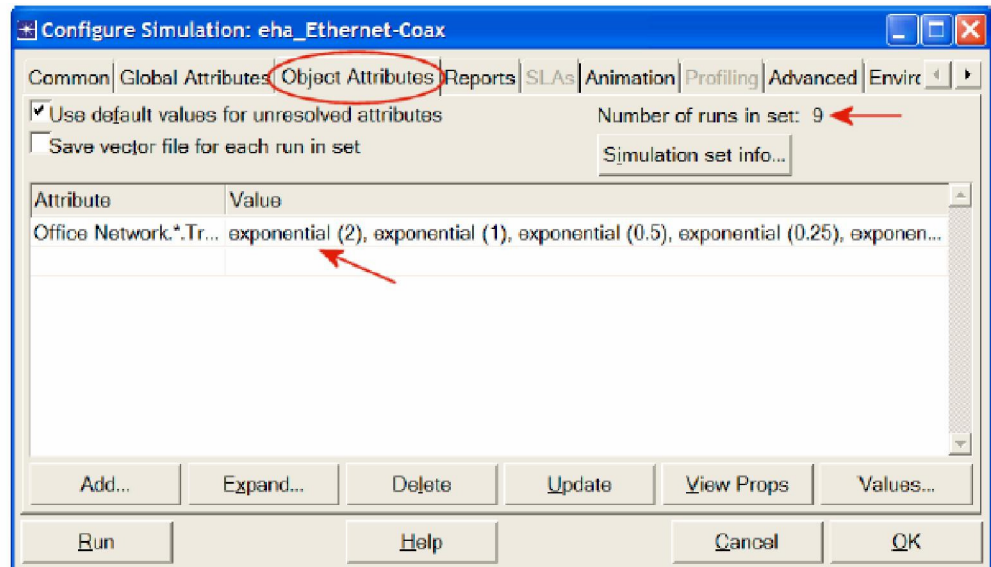 Configure Simulation: eha_Ethernet-Coax
Common Global Attributes Object Attributes Reports SLAs Animation Profiling Advanced Envirc
Use default values for unresolved attributes
Number of runs in set: 9
Save vector file for each run in set
Simulation set info...
Attribute Value
Office Network.*.Tr... exponential (2), exponential (1), exponential (0.5), exponential (0.25), exponen...
Add... Expand... Delete Update View Props Values...
Run Help Cancel OK